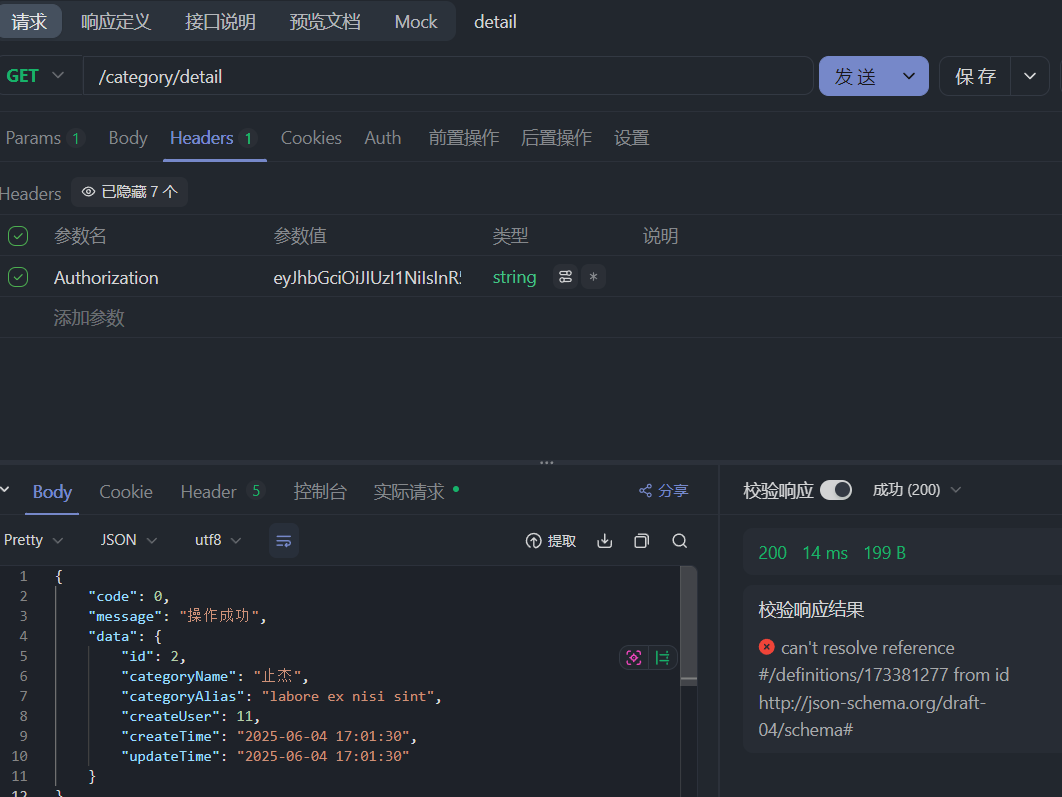 请求 响应定义 接口说明 预览文档 Mock detail
GET /category/detail 发送 保存
Params 1 Body Headers 1 Cookies Auth 前置操作 后置操作 设置
Headers 已隐藏 7 个
参数名 参数值 类型 说明
Authorization eyJhbGciOiJIUzI1NiIsInR string *
添加参数
Body Cookie Header 5 控制台 实际请求 分享
Pretty JSON utf8 提取
1 {
2 "code": 0,
3 "message": "操作成功",
4 "data": {
5 "id": 2,
6 "categoryName": "止杰",
7 "categoryAlias": "labore ex nisi sint",
8 "createUser": 11,
9 "createTime": "2025-06-04 17:01:30",
10 "updateTime": "2025-06-04 17:01:30"
11 }
12 }
校验响应 成功 (200)
200 14 ms 199 B
校验响应结果
can't resolve reference
#/definitions/173381277 from id
http://json-schema.org/draft-
04/schema#